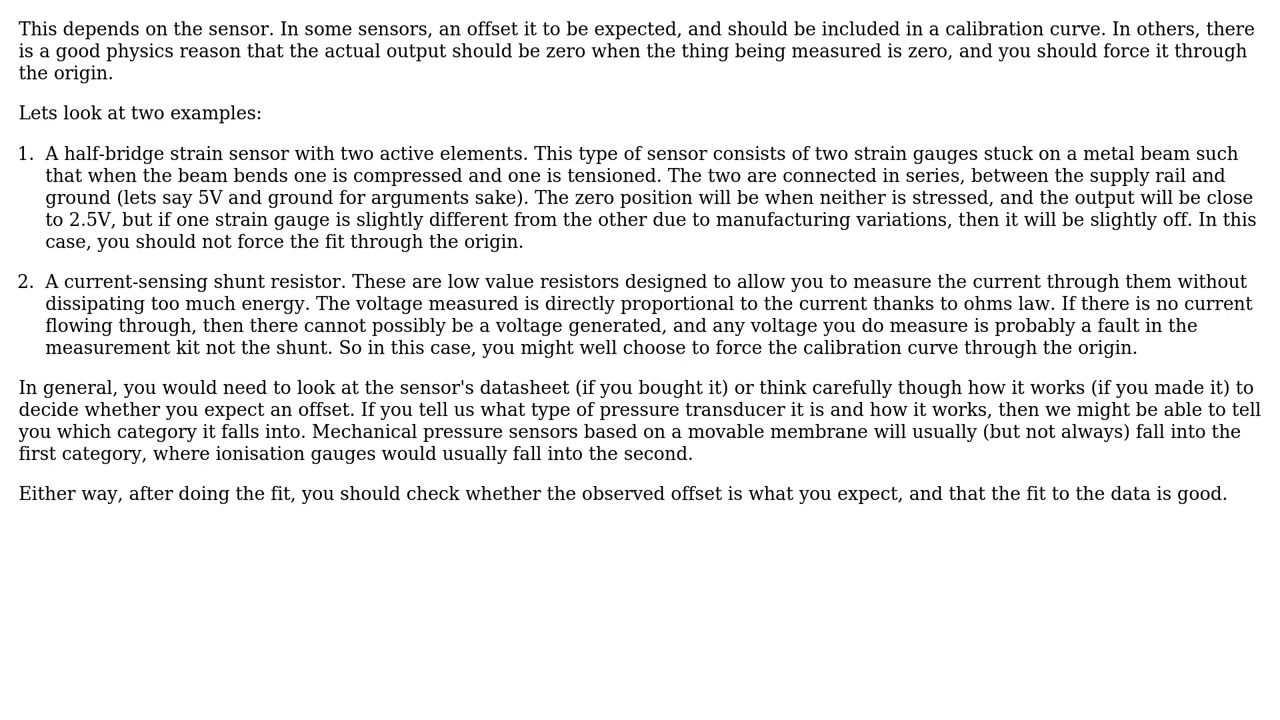 This depends on the sensor. In some sensors, an offset it to be expected, and should be included in a calibration curve. In others, there
is a good physics reason that the actual output should be zero when the thing being measured is zero, and you should force it through
the origin.
Lets look at two examples:
1. A half-bridge strain sensor with two active elements. This type of sensor consists of two strain gauges stuck on a metal beam such
that when the beam bends one is compressed and one is tensioned. The two are connected in series, between the supply rail and
ground (lets say 5V and ground for arguments sake). The zero position will be when neither is stressed, and the output will be close
to 2.5V, but if one strain gauge is slightly different from the other due to manufacturing variations, then it will be slightly off. In this
case, you should not force the fit through the origin.
2. A current-sensing shunt resistor. These are low value resistors designed to allow you to measure the current through them without
dissipating too much energy. The voltage measured is directly proportional to the current thanks to ohms law. If there is no current
flowing through, then there cannot possibly be a voltage generated, and any voltage you do measure is probably a fault in the
measurement kit not the shunt. So in this case, you might well choose to force the calibration curve through the origin.
In general, you would need to look at the sensor's datasheet (if you bought it) or think carefully though how it works (if you made it) to
decide whether you expect an offset. If you tell us what type of pressure transducer it is and how it works, then we might be able to tell
you which category it falls into. Mechanical pressure sensors based on a movable membrane will usually (but not always) fall into the
first category, where ionisation gauges would usually fall into the second.
Either way, after doing the fit, you should check whether the observed offset is what you expect, and that the fit to the data is good.